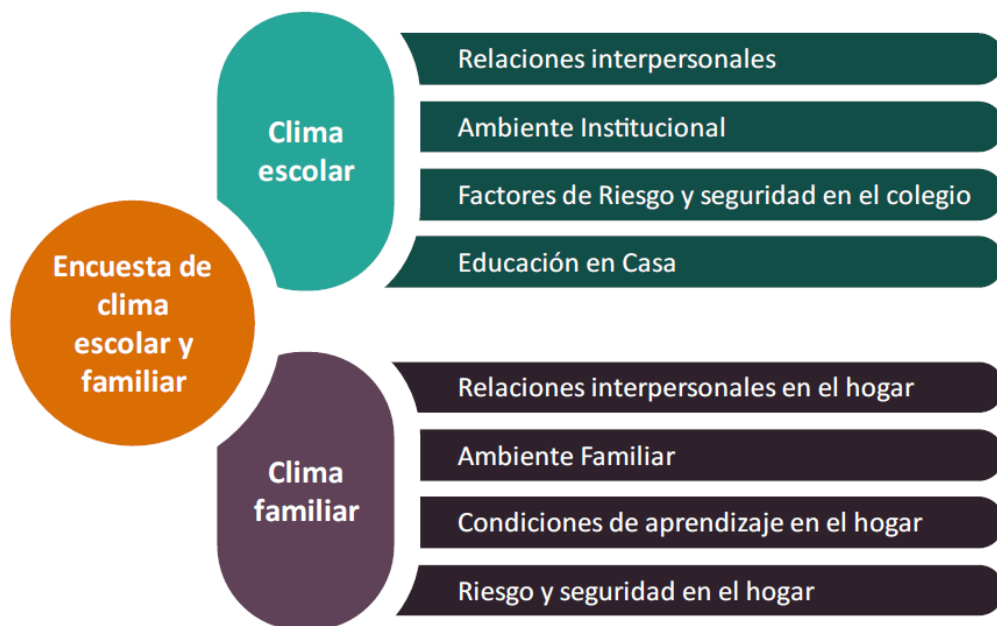 Encuesta de
clima
escolar y
familiar
Clima
escolar
Relaciones interpersonales
Ambiente Institucional
Factores de Riesgo y seguridad en el colegio
Educación en Casa
Clima
familiar
Relaciones interpersonales en el hogar
Ambiente Familiar
Condiciones de aprendizaje en el hogar
Riesgo y seguridad en el hogar